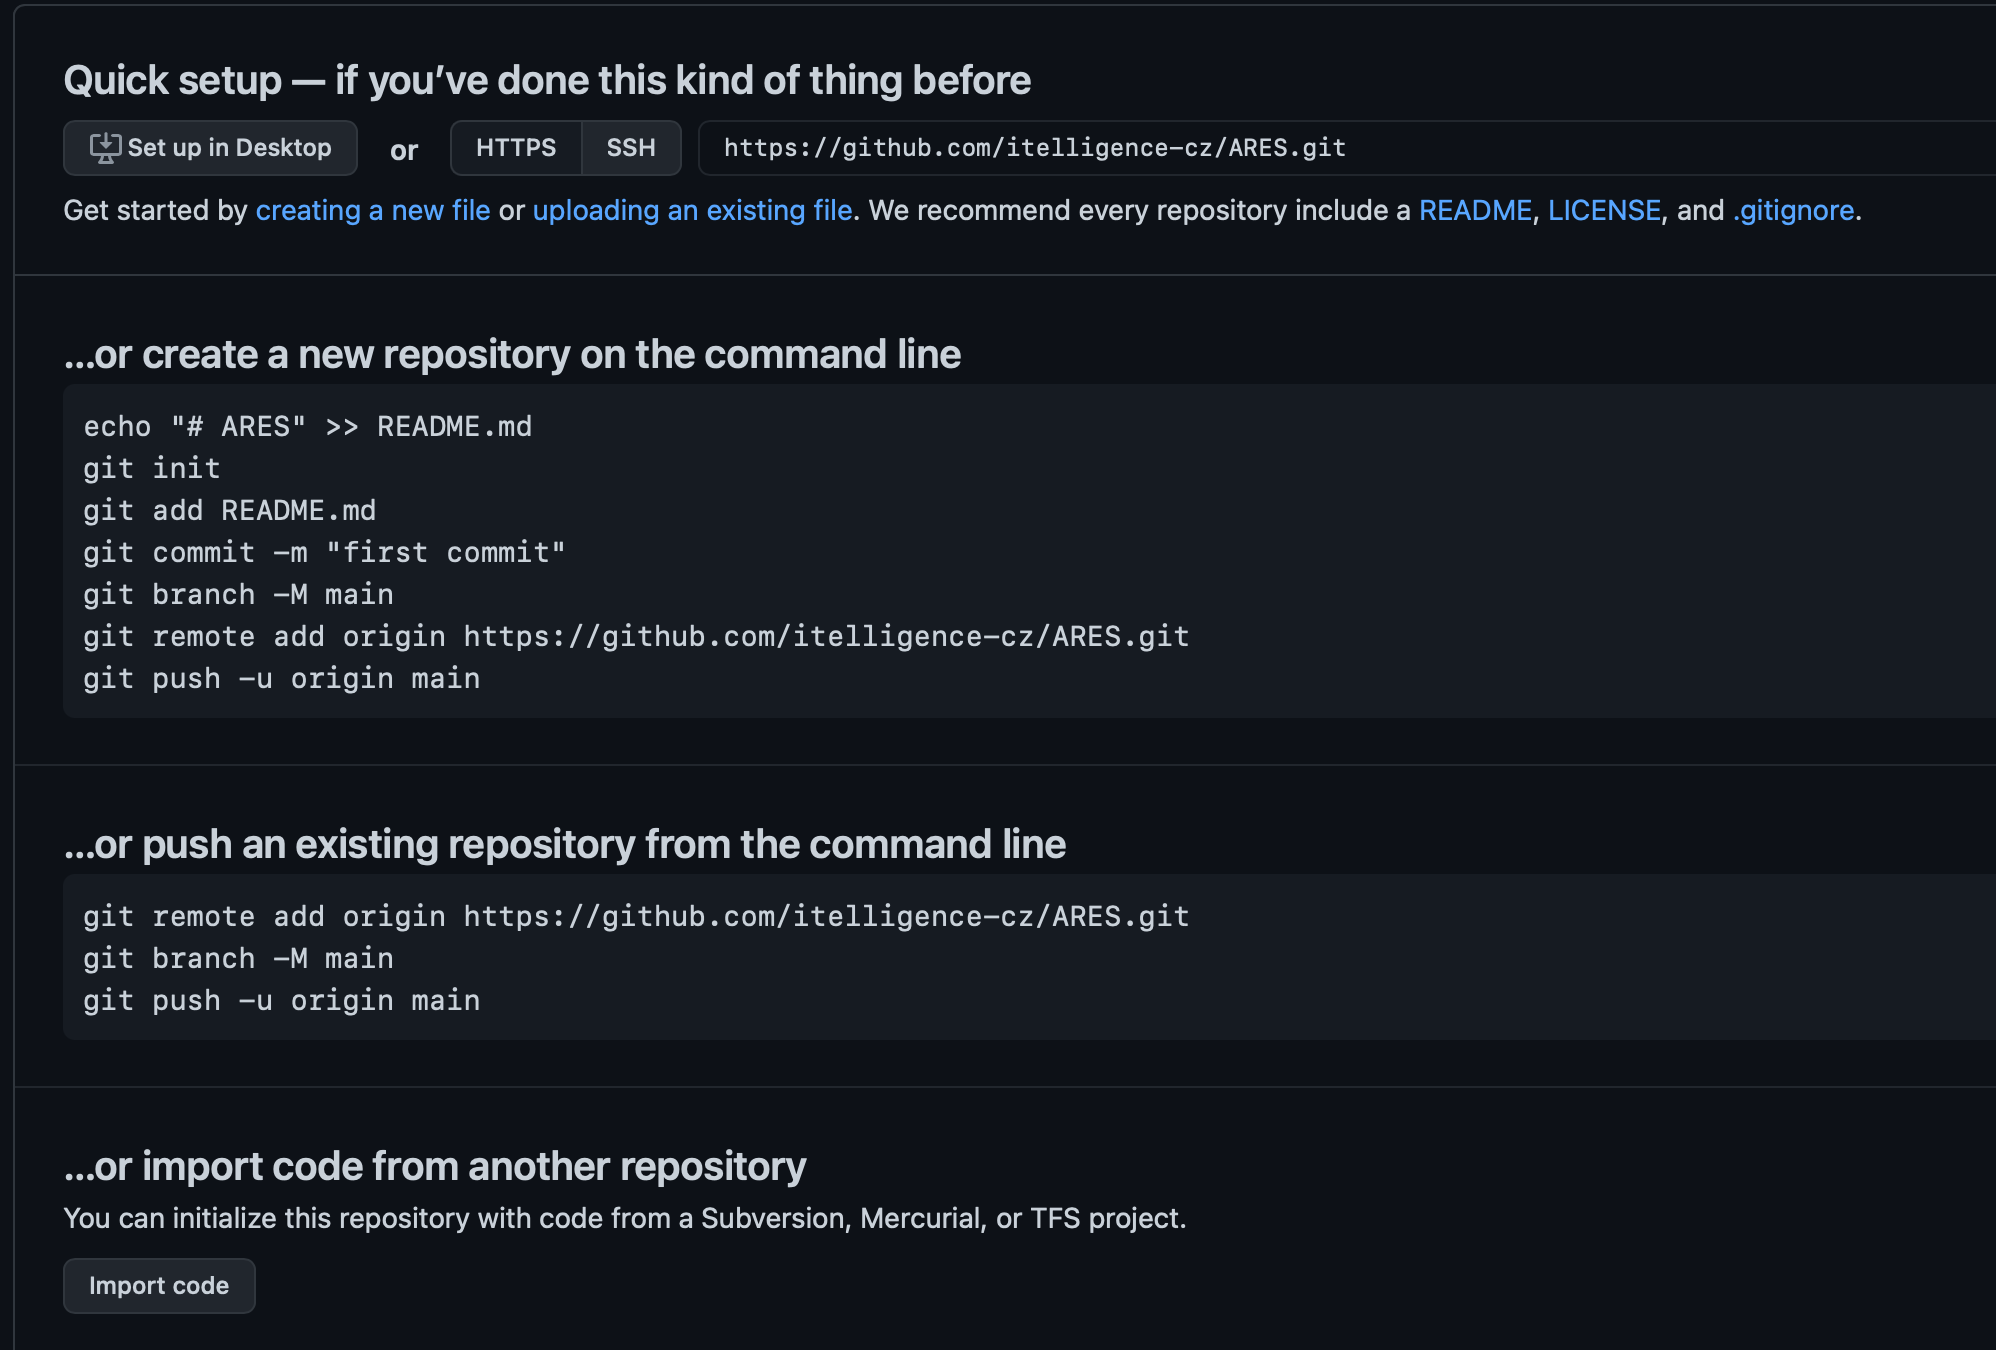 Quick setup — if you’ve done this kind of thing before
Set up in Desktop or HTTPS SSH https://github.com/itelligence-cz/ARES.git
Get started by creating a new file or uploading an existing file. We recommend every repository include a README, LICENSE, and .gitignore.
…or create a new repository on the command line
echo "# ARES" >> README.md
git init
git add README.md
git commit -m "first commit"
git branch -M main
git remote add origin https://github.com/itelligence-cz/ARES.git
git push -u origin main
…or push an existing repository from the command line
git remote add origin https://github.com/itelligence-cz/ARES.git
git branch -M main
git push -u origin main
…or import code from another repository
You can initialize this repository with code from a Subversion, Mercurial, or TFS project.
Import code